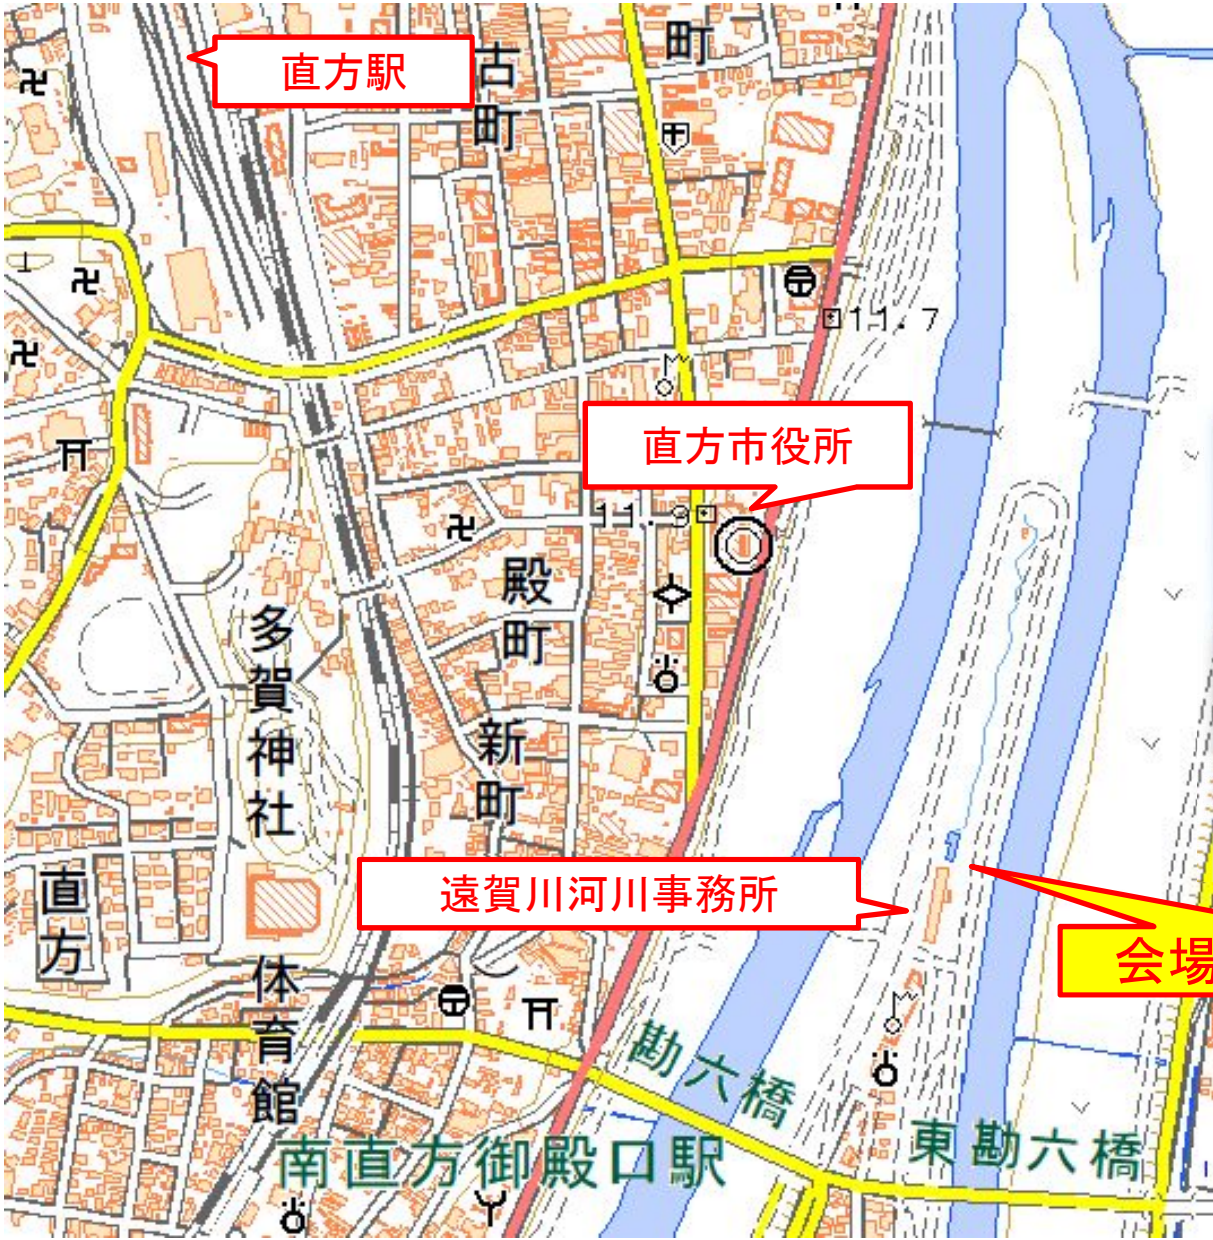 直方駅
古町
町
11.7
直方市役所
11.9
殿町
多賀神社
新町
遠賀川河川事務所
直方
会場
体育館
勘六橋
東勘六橋
南直方御殿口駅